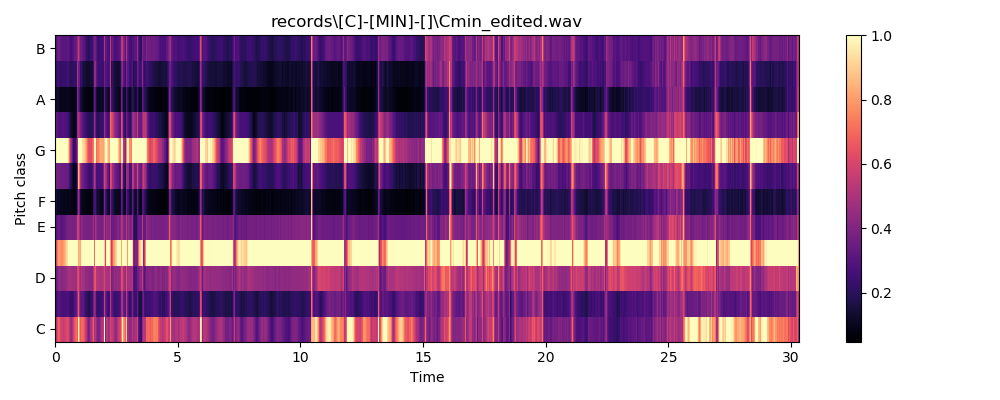 records\[C]-[MIN]-[]\Cmin_edited.wav
B
A
G
F
E
D
C
Pitch class
0 5 10 15 20 25 30
Time
1.0
0.8
0.6
0.4
0.2